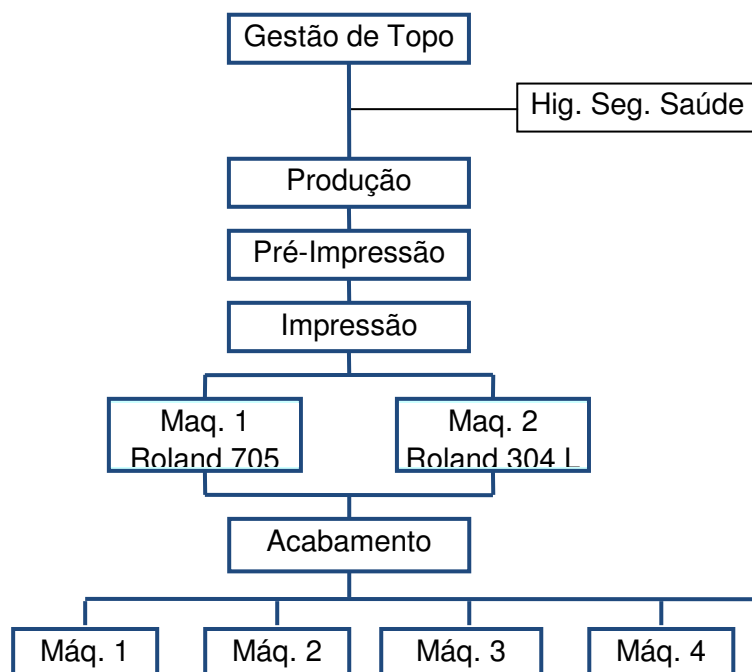 Gestão de Topo
Hig. Seg. Saúde
Produção
Pré-Impressão
Impressão
Maq. 1
Roland 705
Maq. 2
Roland 304 L
Acabamento
Máq. 1
Máq. 2
Máq. 3
Máq. 4